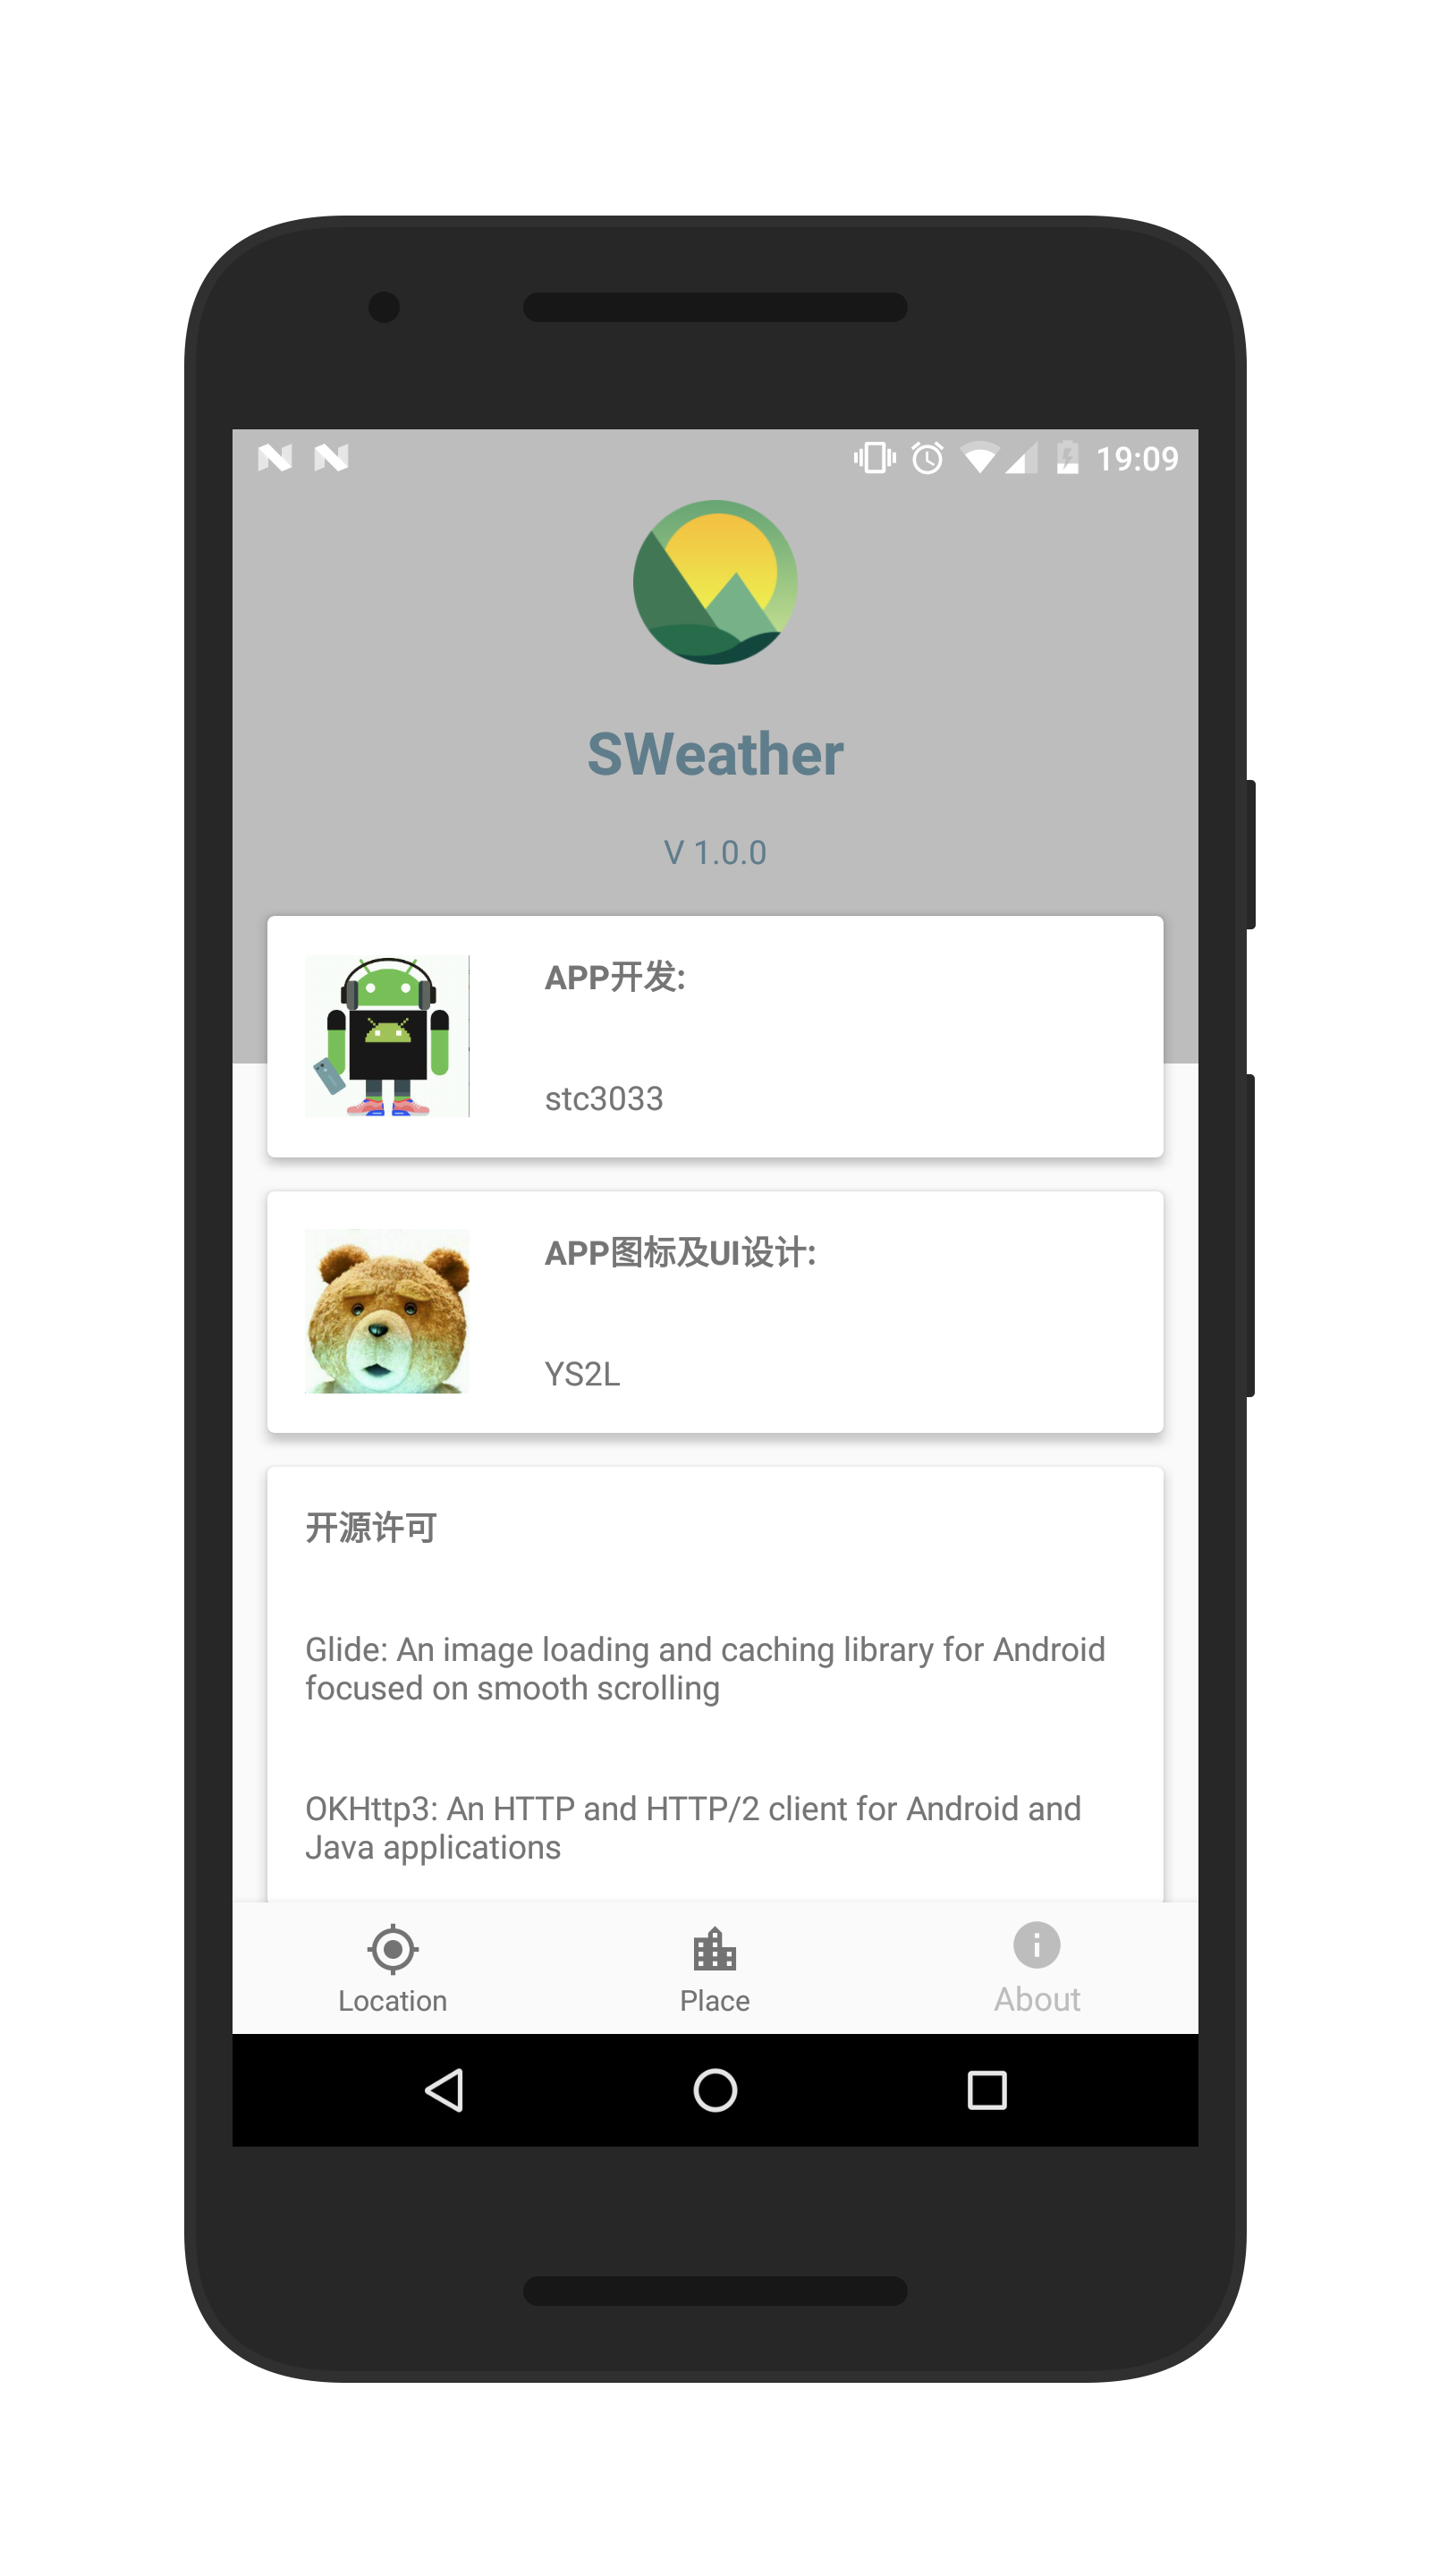 19:09
SWeather
V 1.0.0
APP开发:
stc3033
APP图标及UI设计:
YS2L
开源许可
Glide: An image loading and caching library for Android
focused on smooth scrolling
OKHttp3: An HTTP and HTTP/2 client for Android and
Java applications
Location
Place
About